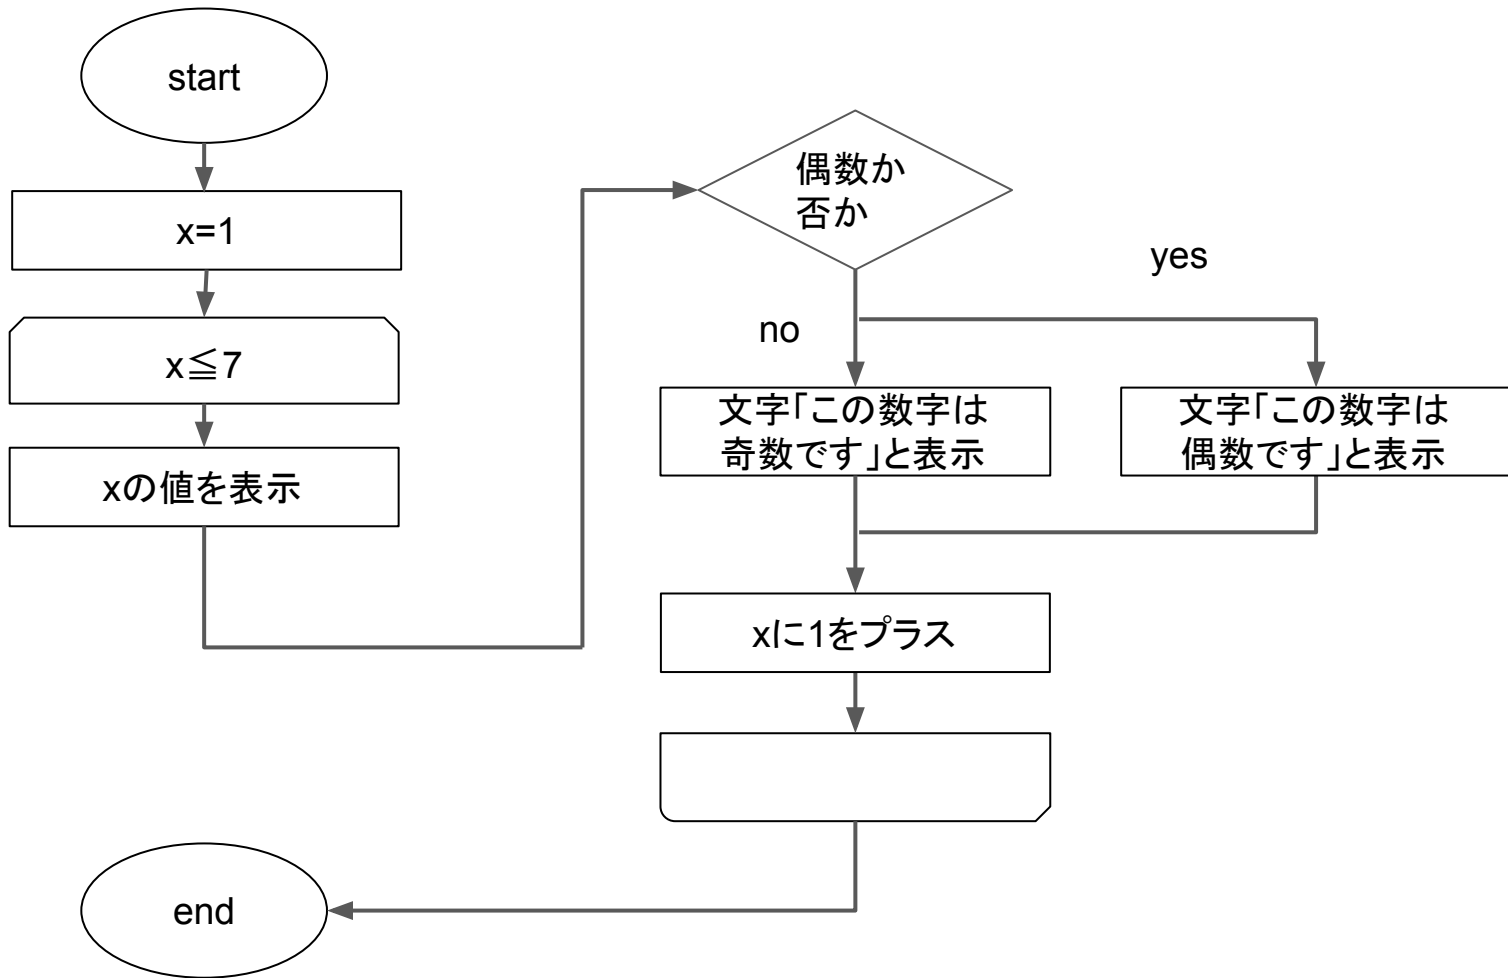 start
x=1
x≦7
xの値を表示
偶数か
否か
yes
no
文字「この数字は
奇数です」と表示
文字「この数字は
偶数です」と表示
xに1をプラス
end